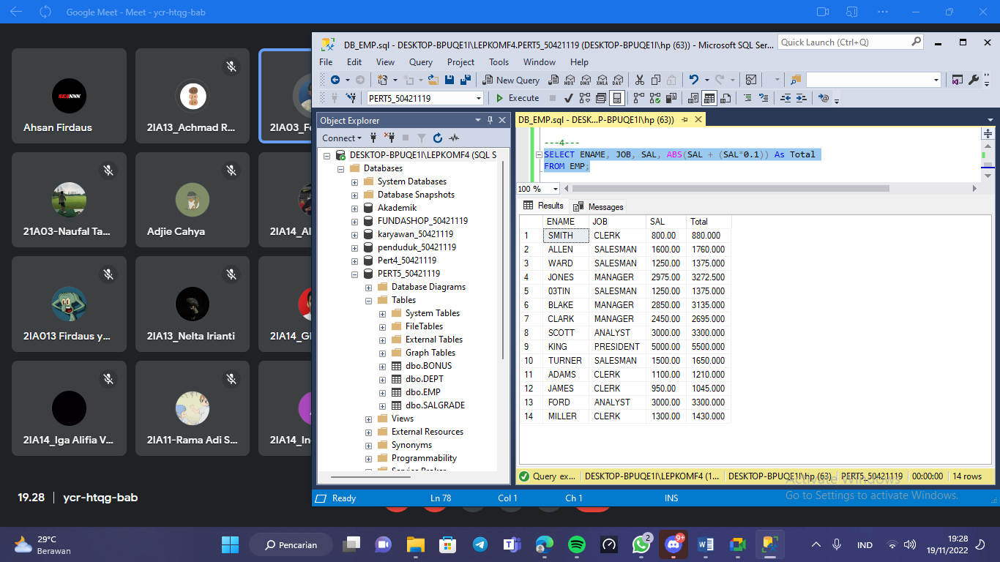 Google Meet - Meet - ycr-htqg-bab
SEANNN
Ahsan Firdaus
2IA13_Achmad R...
2IA03_F
21A03-Naufal Ta...
Adjie Cahya
2IA14_Al
2IA013 Firdaus y...
2IA13_Nelta Irianti
2IA14_G
2IA14_Iga Alifia V...
2IA11-Rama Adi S...
2IA14_In
19.28 | ycr-htqg-bab
DB_EMP.sql - DESKTOP-BPUQE1I\LEPKOMF4.PERT5_50421119 (DESKTOP-BPUQE1I\hp (63)) - Microsoft SQL Ser...
Quick Launch (Ctrl+Q)
File Edit View Query Project Tools Window Help
New Query
MDX DMX XMLA DAX
PERT5_50421119
Execute
Object Explorer
Connect
DESKTOP-BPUQE1I\LEPKOMF4 (SQL S
Databases
System Databases
Database Snapshots
Akademik
FUNDASHOP_50421119
karyawan_50421119
penduduk_50421119
Pert4_50421119
PERT5_50421119
Database Diagrams
Tables
System Tables
FileTables
External Tables
Graph Tables
dbo.BONUS
dbo.DEPT
dbo.EMP
dbo.SALGRADE
Views
External Resources
Synonyms
Programmability
Service Broker
DB_EMP.sql - DESK...P-BPUQE1I\hp (63))
---4---
SELECT ENAME, JOB, SAL, ABS(SAL + (SAL*0.1)) As Total
FROM EMP;
100 %
Results Messages
ENAME JOB SAL Total
1 SMITH CLERK 800.00 880.000
2 ALLEN SALESMAN 1600.00 1760.000
3 WARD SALESMAN 1250.00 1375.000
4 JONES MANAGER 2975.00 3272.500
5 03TIN SALESMAN 1250.00 1375.000
6 BLAKE MANAGER 2850.00 3135.000
7 CLARK MANAGER 2450.00 2695.000
8 SCOTT ANALYST 3000.00 3300.000
9 KING PRESIDENT 5000.00 5500.000
10 TURNER SALESMAN 1500.00 1650.000
11 ADAMS CLERK 1100.00 1210.000
12 JAMES CLERK 950.00 1045.000
13 FORD ANALYST 3000.00 3300.000
14 MILLER CLERK 1300.00 1430.000
Query ex... DESKTOP-BPUQE1I\LEPKOMF4 (1... DESKTOP-BPUQE1I\hp (63) PERT5_50421119 00:00:00 14 rows
Activate Windows
Go to Settings to activate Windows.
Ready Ln 78 Col 1 Ch 1 INS
29°C
Berawan
Pencarian
2
9+
IND
19:28
19/11/2022